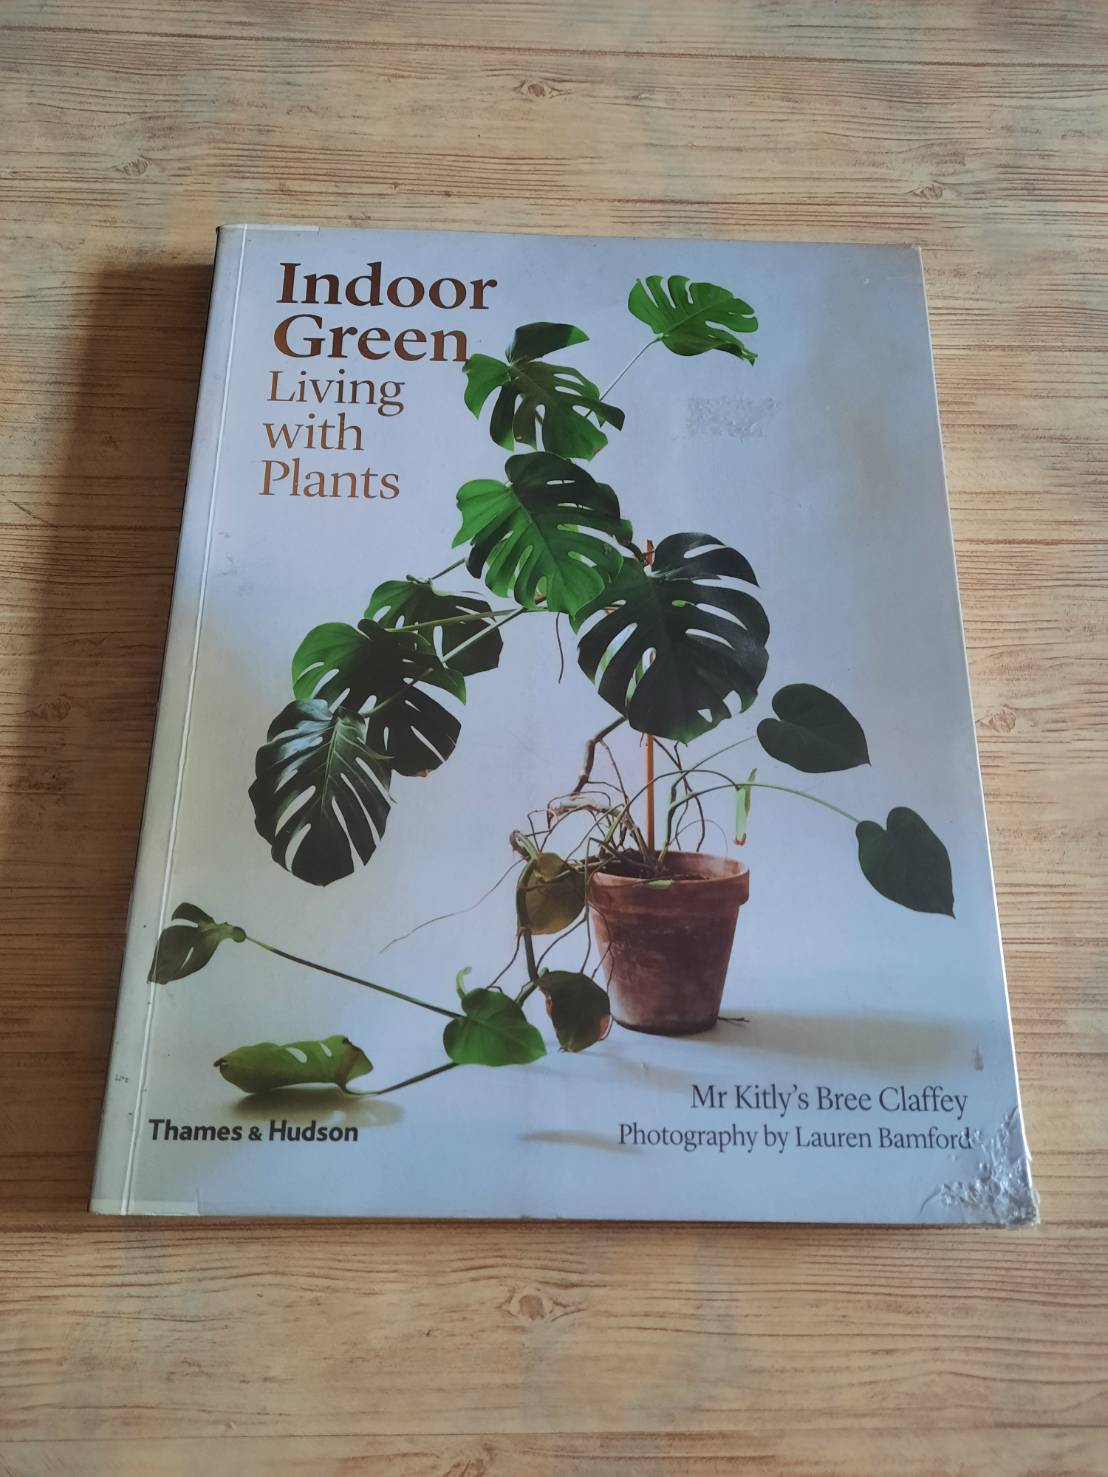 Indoor
Green
Living
with
Plants
Mr Kitly's Bree Claffey
Photography by Lauren Bamford
Thames & Hudson